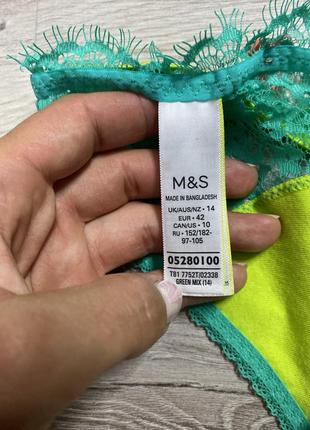 M&S
MADE IN BANGLADESH
UK/AUS/NZ • 14
EUR • 42
CAN/US • 10
RU • 152/182-
97-105
05280100
T81 7752T/02338
GREEN MIX (14)